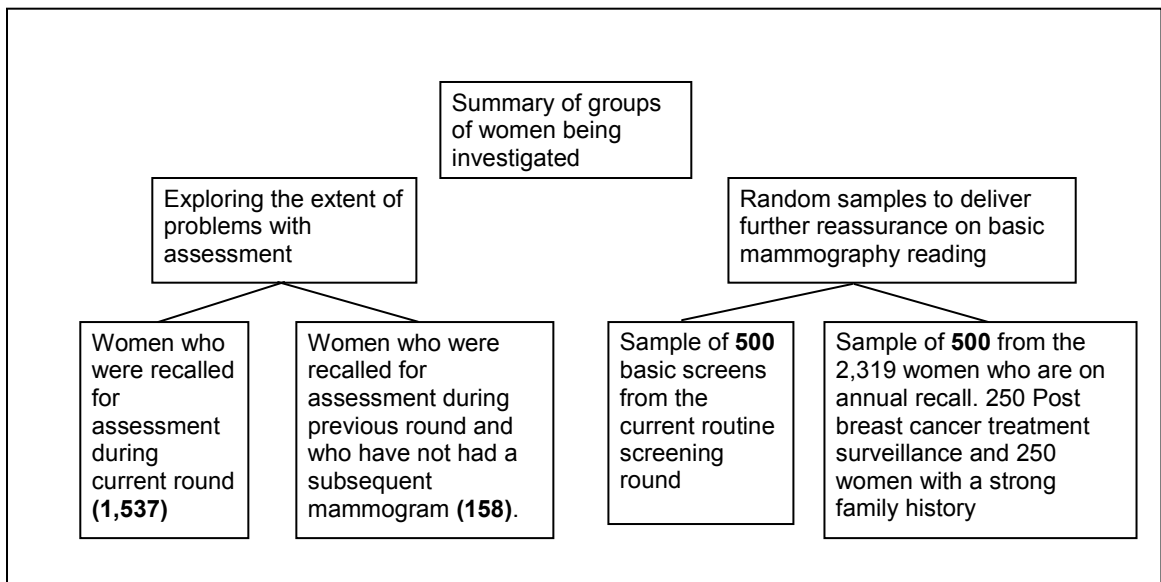 Summary of groups
of women being
investigated
Exploring the extent of
problems with
assessment
Random samples to deliver
further reassurance on basic
mammography reading
Women who
were recalled
for
assessment
during
current round
(1,537)
Women who were
recalled for
assessment during
previous round and
who have not had a
subsequent
mammogram (158).
Sample of 500
basic screens
from the
current routine
screening
round
Sample of 500 from the
2,319 women who are on
annual recall. 250 Post
breast cancer treatment
surveillance and 250
women with a strong
family history